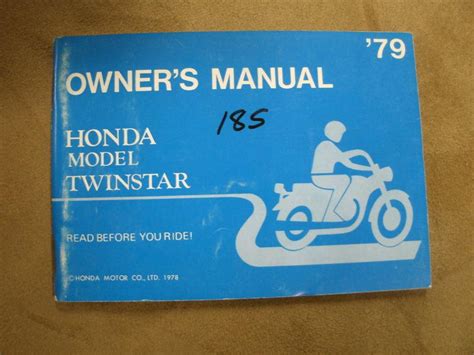 '79
OWNER'S MANUAL
185
HONDA
MODEL
TWINSTAR
READ BEFORE YOU RIDE!
©HONDA MOTOR CO., LTD. 1978